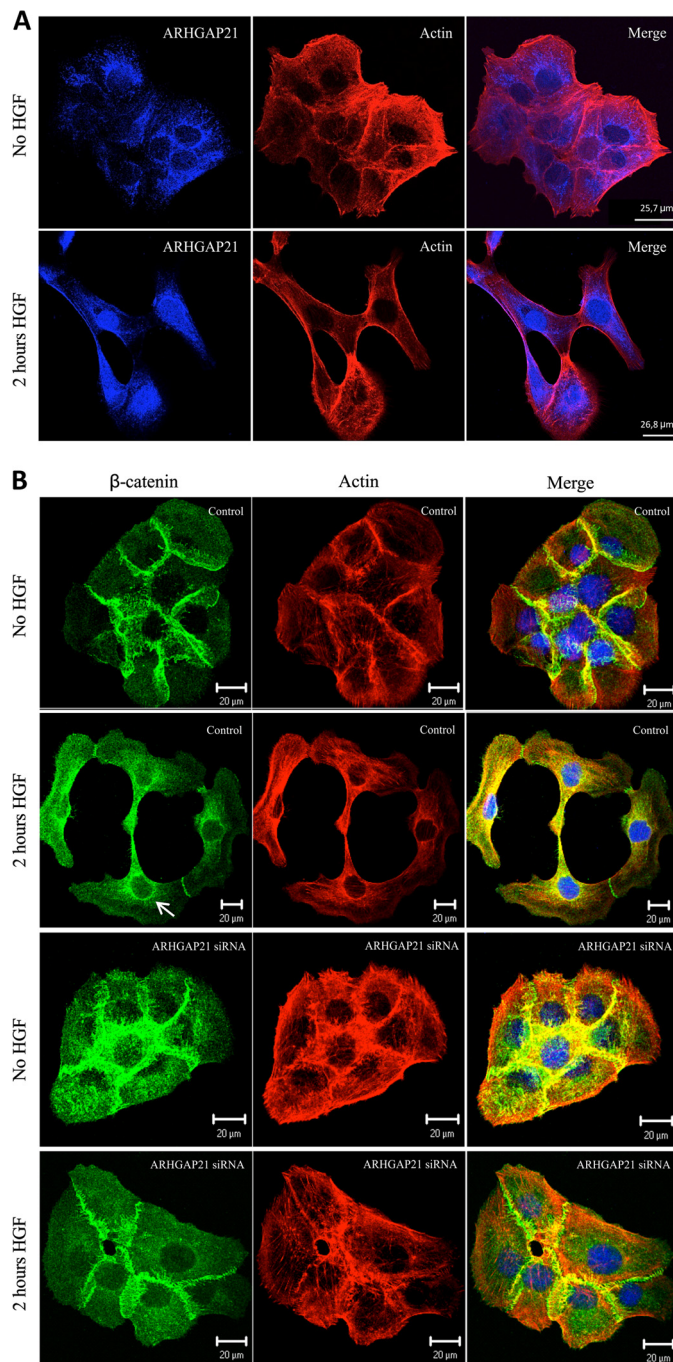 A
ARHGAP21
Actin
Merge
No HGF
25,7 µm
ARHGAP21
Actin
Merge
2 hours HGF
26,8 µm
B
β-catenin
Actin
Merge
No HGF
Control
Control
Control
20 µm
20 µm
20 µm
2 hours HGF
Control
Control
Control
20 µm
20 µm
20 µm
No HGF
ARHGAP21 siRNA
ARHGAP21 siRNA
ARHGAP21 siRNA
20 µm
20 µm
20 µm
2 hours HGF
ARHGAP21 siRNA
ARHGAP21 siRNA
ARHGAP21 siRNA
20 µm
20 µm
20 µm